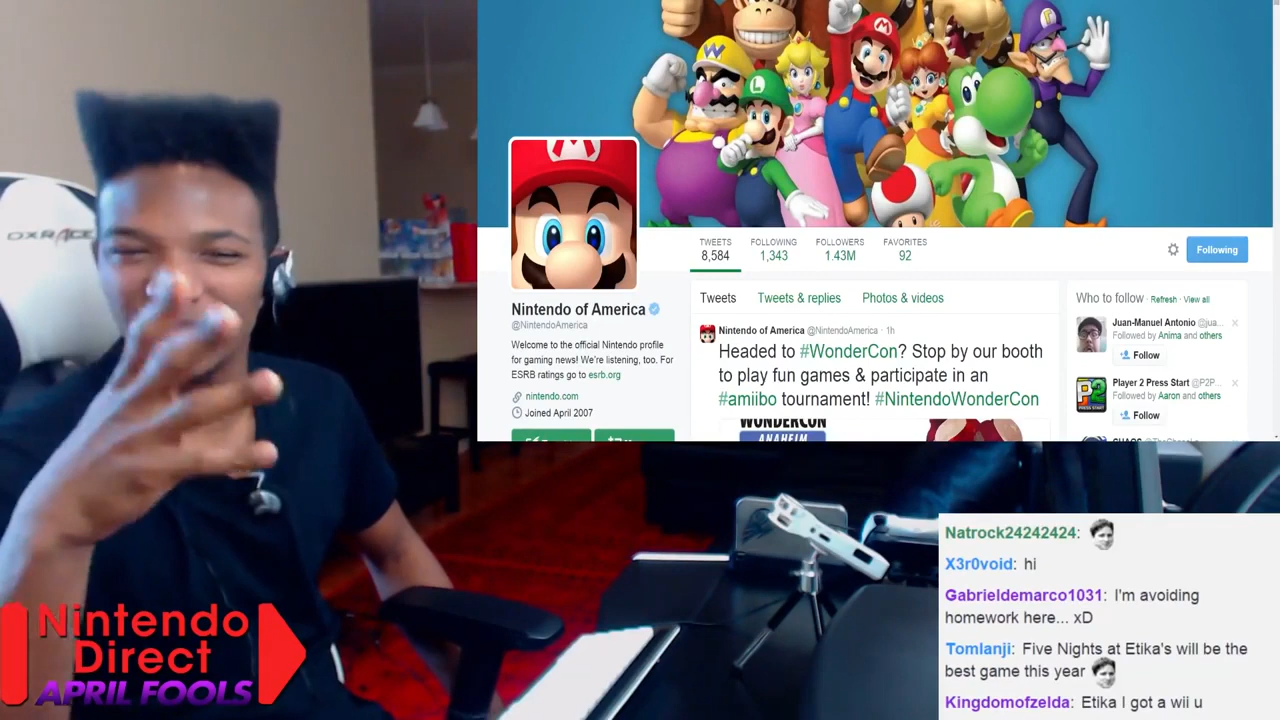 DXRACER
TWEETS
8,584
FOLLOWING
1,343
FOLLOWERS
1.43M
FAVORITES
92
Following
Nintendo of America
@NintendoAmerica
Welcome to the official Nintendo profile
for gaming news! We're listening, too. For
ESRB ratings go to esrb.org
nintendo.com
Joined April 2007
Tweets
Tweets & replies
Photos & videos
Nintendo of America @NintendoAmerica · 1h
Headed to #WonderCon? Stop by our booth
to play fun games & participate in an
#amiibo tournament! #NintendoWonderCon
WONDERCON
ANAHEIM
Who to follow · Refresh · View all
Juan-Manuel Antonio @jua...
Followed by Anima and others
Follow
Player 2 Press Start @P2P...
Followed by Aaron and others
Follow
Nintendo
Direct
APRIL FOOLS
Natrock24242424:
X3r0void: hi
Gabrieldemarco1031: I'm avoiding
homework here... xD
Tomlanji: Five Nights at Etika's will be the
best game this year
Kingdomofzelda: Etika I got a wii u